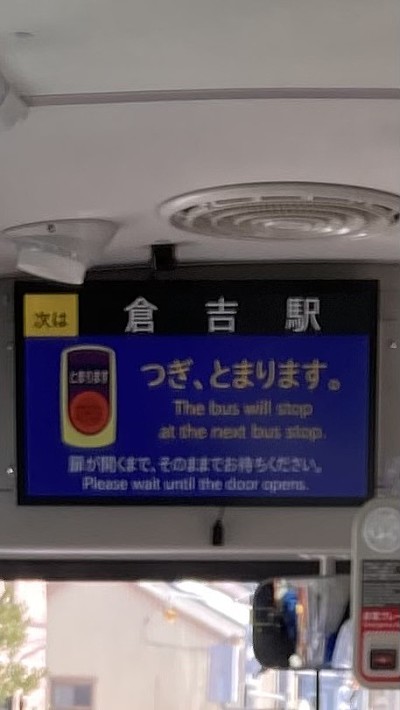 次は
倉吉駅
とまります
つぎ、とまります。
The bus will stop
at the next bus stop.
扉が開くまで、そのままでお待ちください。
Please wait until the door opens.